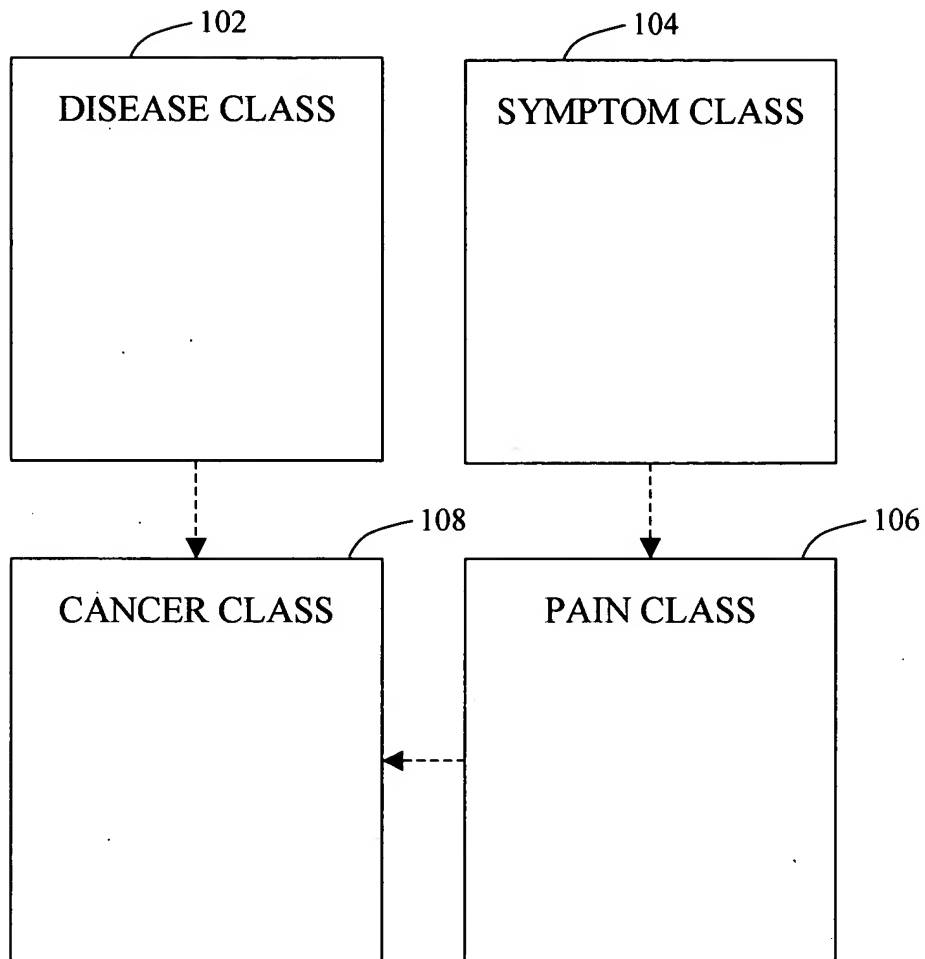 102
104
DISEASE CLASS
SYMPTOM CLASS
108
106
CANCER CLASS
PAIN CLASS